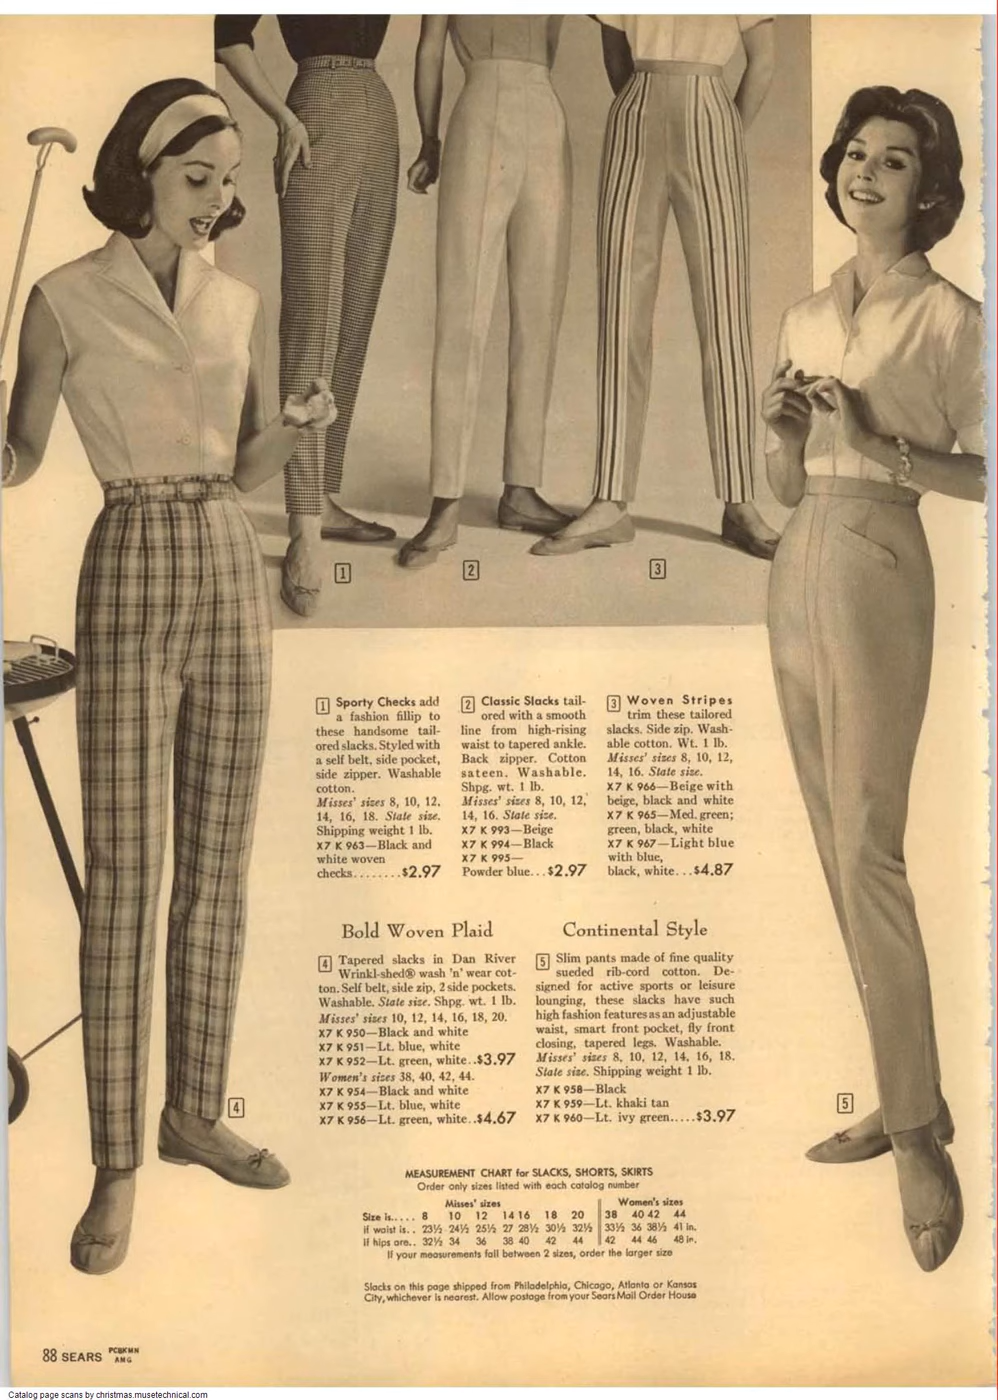 1
2
3
1 Sporty Checks add
a fashion fillip to
these handsome tail-
ored slacks. Styled with
a self belt, side pocket,
side zipper. Washable
cotton.
Misses' sizes 8, 10, 12,
14, 16, 18. State size.
Shipping weight 1 lb.
X7 K 963—Black and
white woven
checks........$2.97
2 Classic Slacks tail-
ored with a smooth
line from high-rising
waist to tapered ankle.
Back zipper. Cotton
sateen. Washable.
Shpg. wt. 1 lb.
Misses' sizes 8, 10, 12,
14, 16. State size.
X7 K 993—Beige
X7 K 994—Black
X7 K 995—
Powder blue...$2.97
3 Woven Stripes
trim these tailored
slacks. Side zip. Wash-
able cotton. Wt. 1 lb.
Misses' sizes 8, 10, 12,
14, 16. State size.
X7 K 966—Beige with
beige, black and white
X7 K 965—Med. green;
green, black, white
X7 K 967—Light blue
with blue,
black, white...$4.87
Bold Woven Plaid
4 Tapered slacks in Dan River
Wrinkl-shed® wash 'n' wear cot-
ton. Self belt, side zip, 2 side pockets.
Washable. State size. Shpg. wt. 1 lb.
Misses' sizes 10, 12, 14, 16, 18, 20.
X7 K 950—Black and white
X7 K 951—Lt. blue, white
X7 K 952—Lt. green, white..$3.97
Women's sizes 38, 40, 42, 44.
X7 K 954—Black and white
X7 K 955—Lt. blue, white
X7 K 956—Lt. green, white..$4.67
Continental Style
5 Slim pants made of fine quality
sueded rib-cord cotton. De-
signed for active sports or leisure
lounging, these slacks have such
high fashion features as an adjustable
waist, smart front pocket, fly front
closing, tapered legs. Washable.
Misses' sizes 8, 10, 12, 14, 16, 18.
State size. Shipping weight 1 lb.
X7 K 958—Black
X7 K 959—Lt. khaki tan
X7 K 960—Lt. ivy green.....$3.97
4
5
MEASUREMENT CHART for SLACKS, SHORTS, SKIRTS
Order only sizes listed with each catalog number
Misses' sizes Women's sizes
Size is..... 8 10 12 14 16 18 20 38 40 42 44
If waist is.. 23½ 24½ 25½ 27 28½ 30½ 32½ 33½ 36 38½ 41 in.
If hips are.. 32½ 34 36 38 40 42 44 42 44 46 48 in.
If your measurements fall between 2 sizes, order the larger size
Slacks on this page shipped from Philadelphia, Chicago, Atlanta or Kansas
City, whichever is nearest. Allow postage from your Sears Mail Order House
88 SEARS PCBKMN
AMG
Catalog page scans by christmas.musetechnical.com